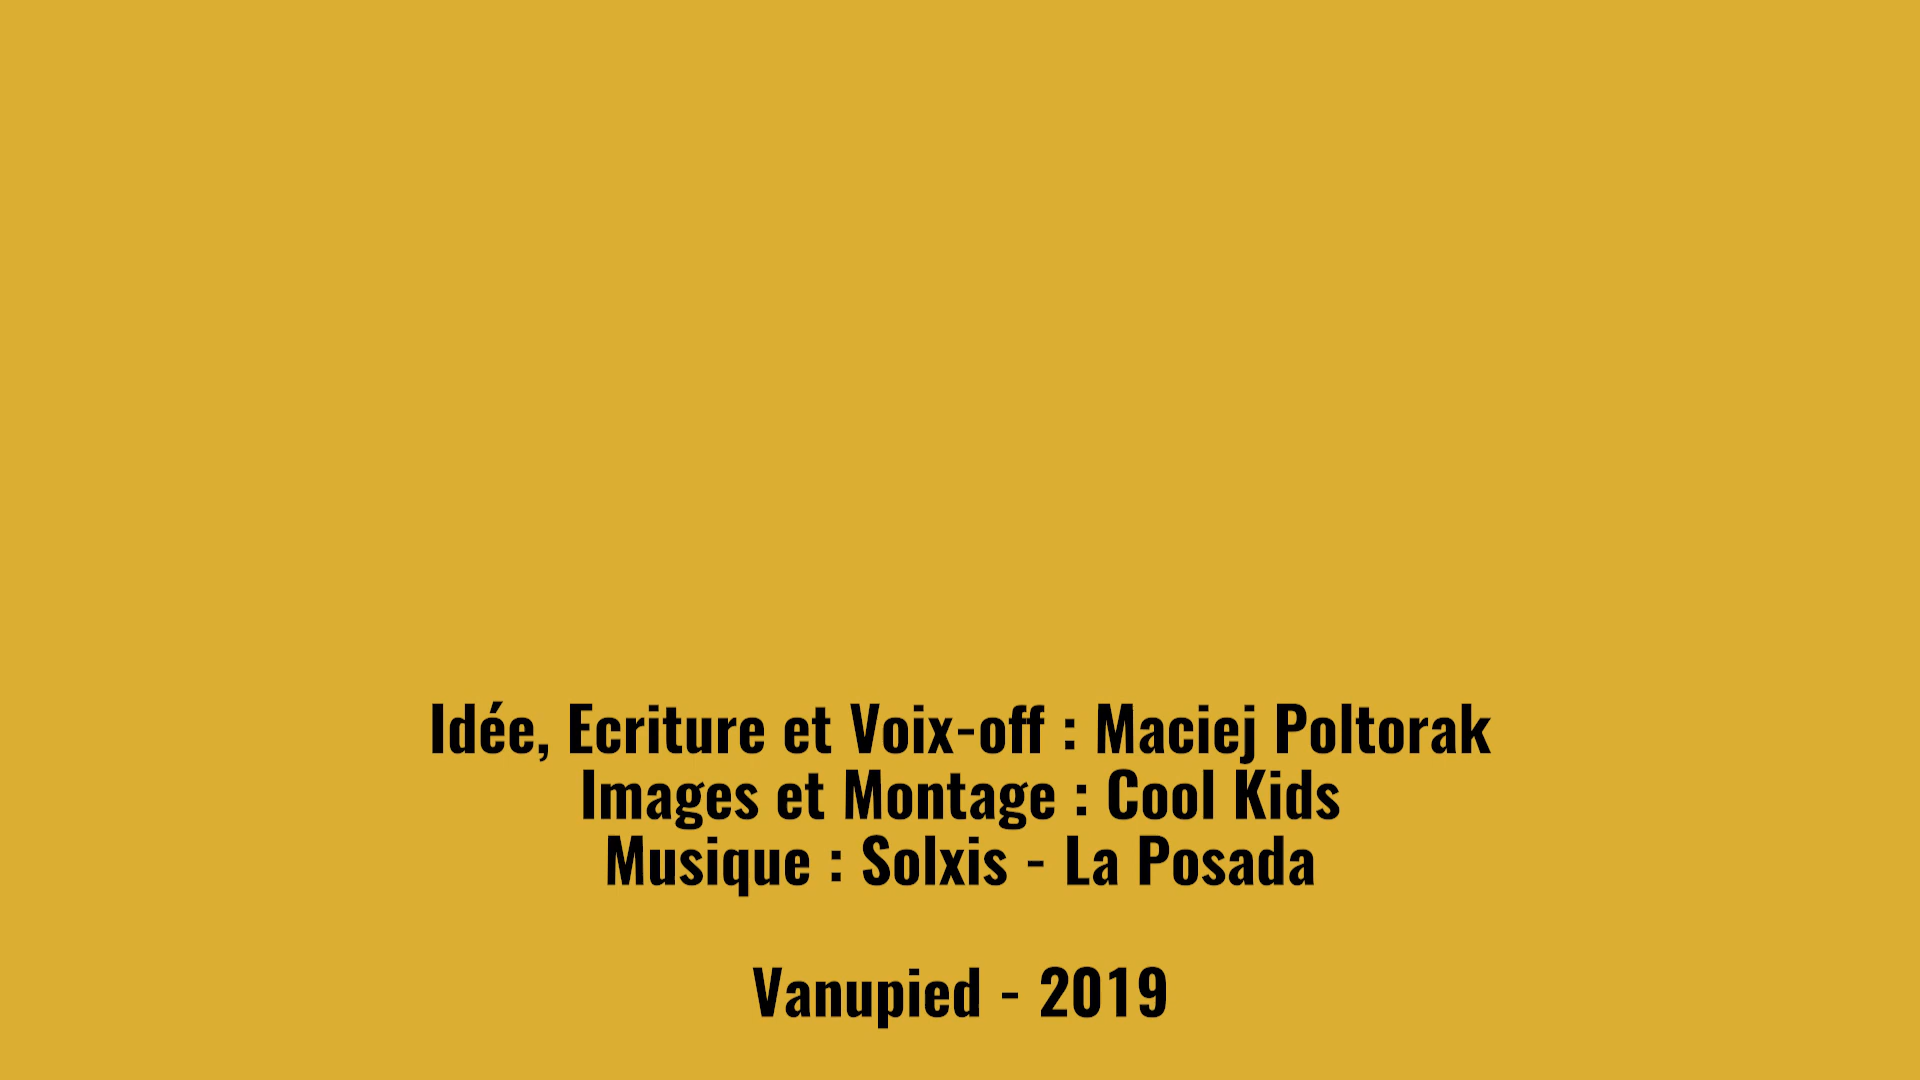 Idée, Ecriture et Voix-off : Maciej Poltorak
Images et Montage : Cool Kids
Musique : Solxis - La Posada
Vanupied - 2019